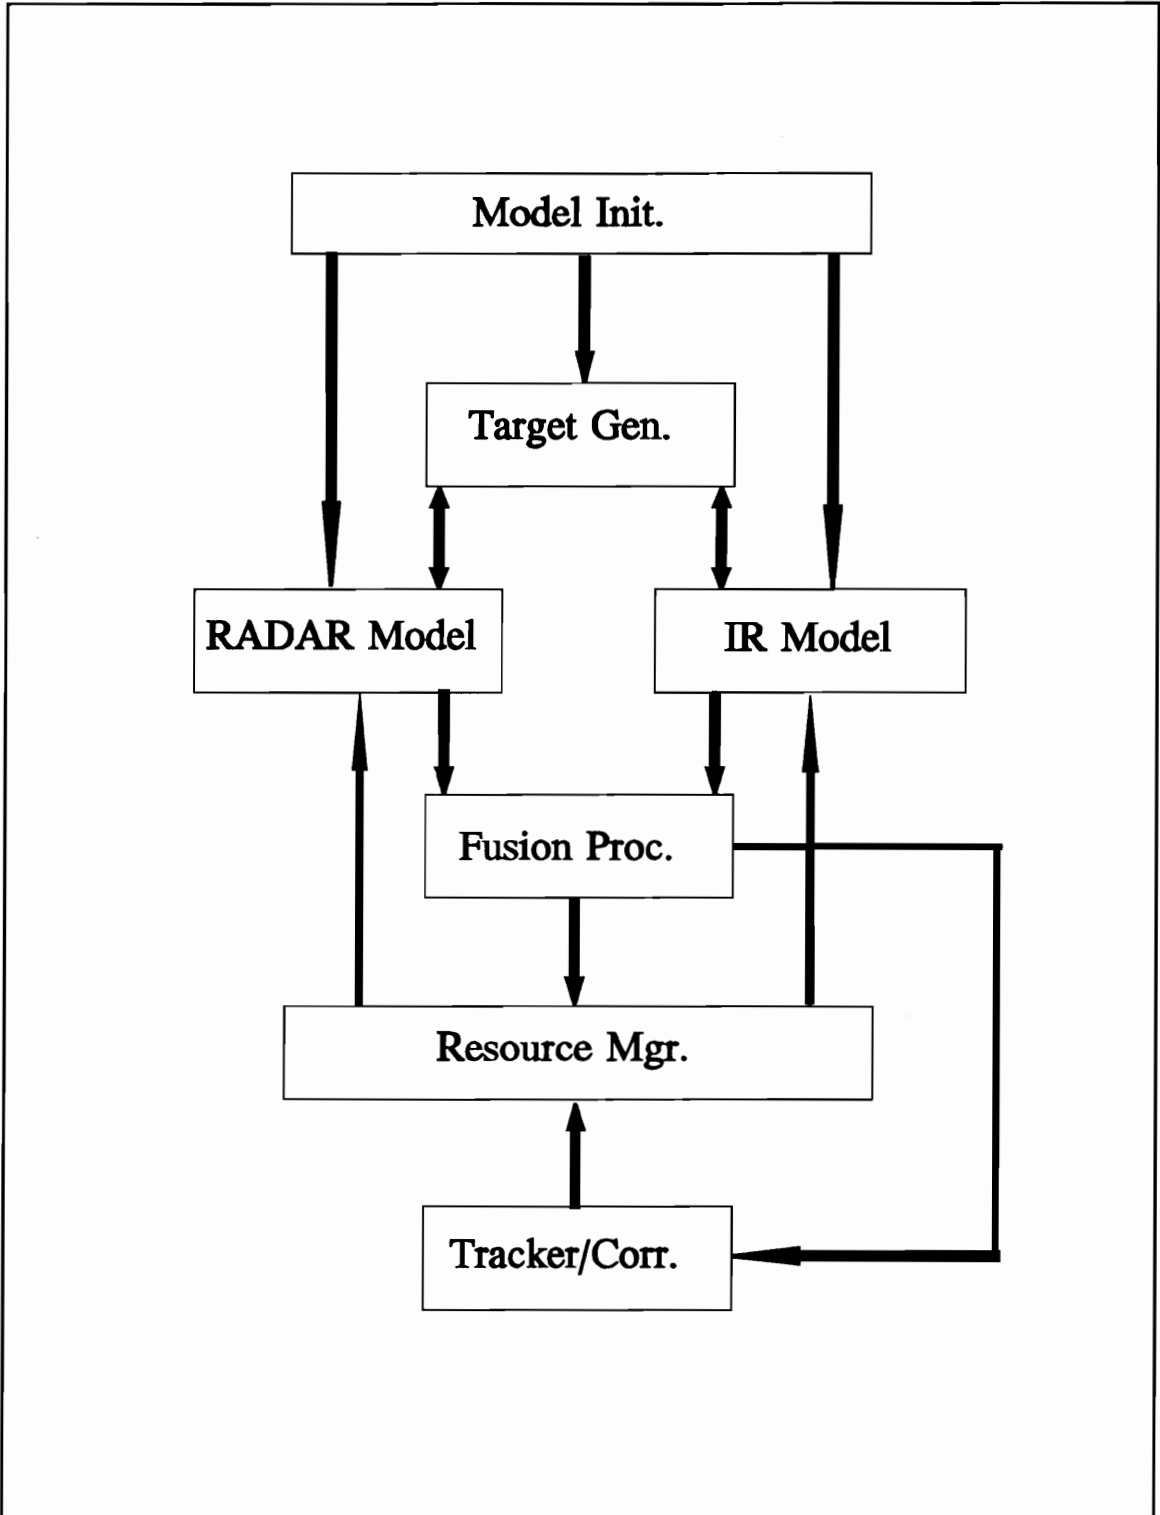 Model Init.
Target Gen.
RADAR Model
IR Model
Fusion Proc.
Resource Mgr.
Tracker/Corr.